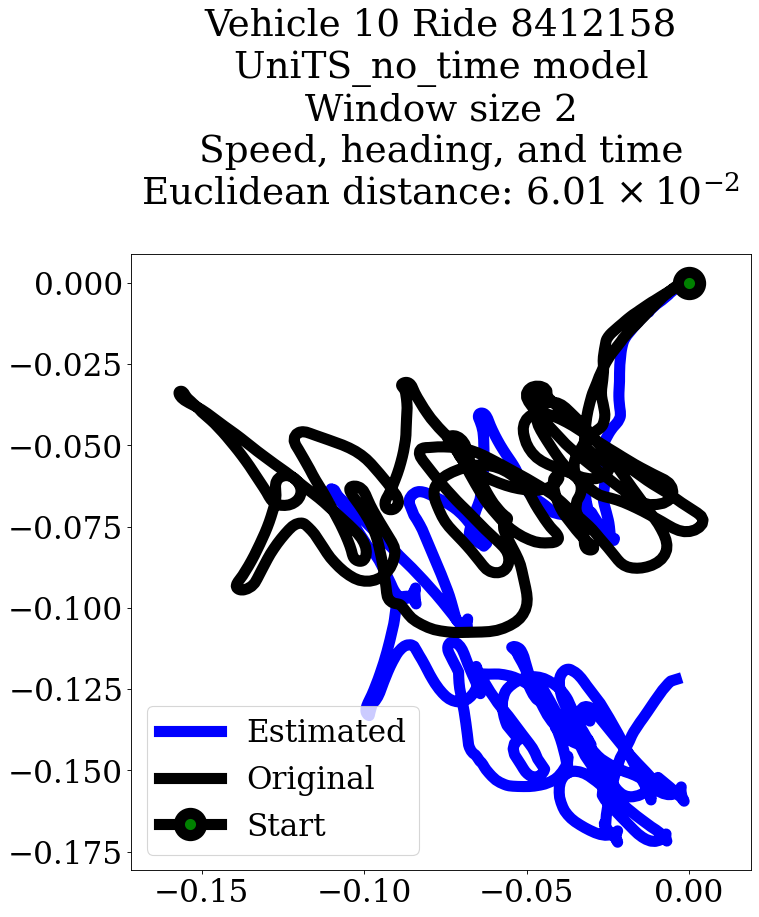 Vehicle 10 Ride 8412158
UniTS_no_time model
Window size 2
Speed, heading, and time
Euclidean distance: 6.01 × 10⁻²
0.000
−0.025
−0.050
−0.075
−0.100
−0.125
−0.150
−0.175
Estimated
Original
Start
−0.15 −0.10 −0.05 0.00